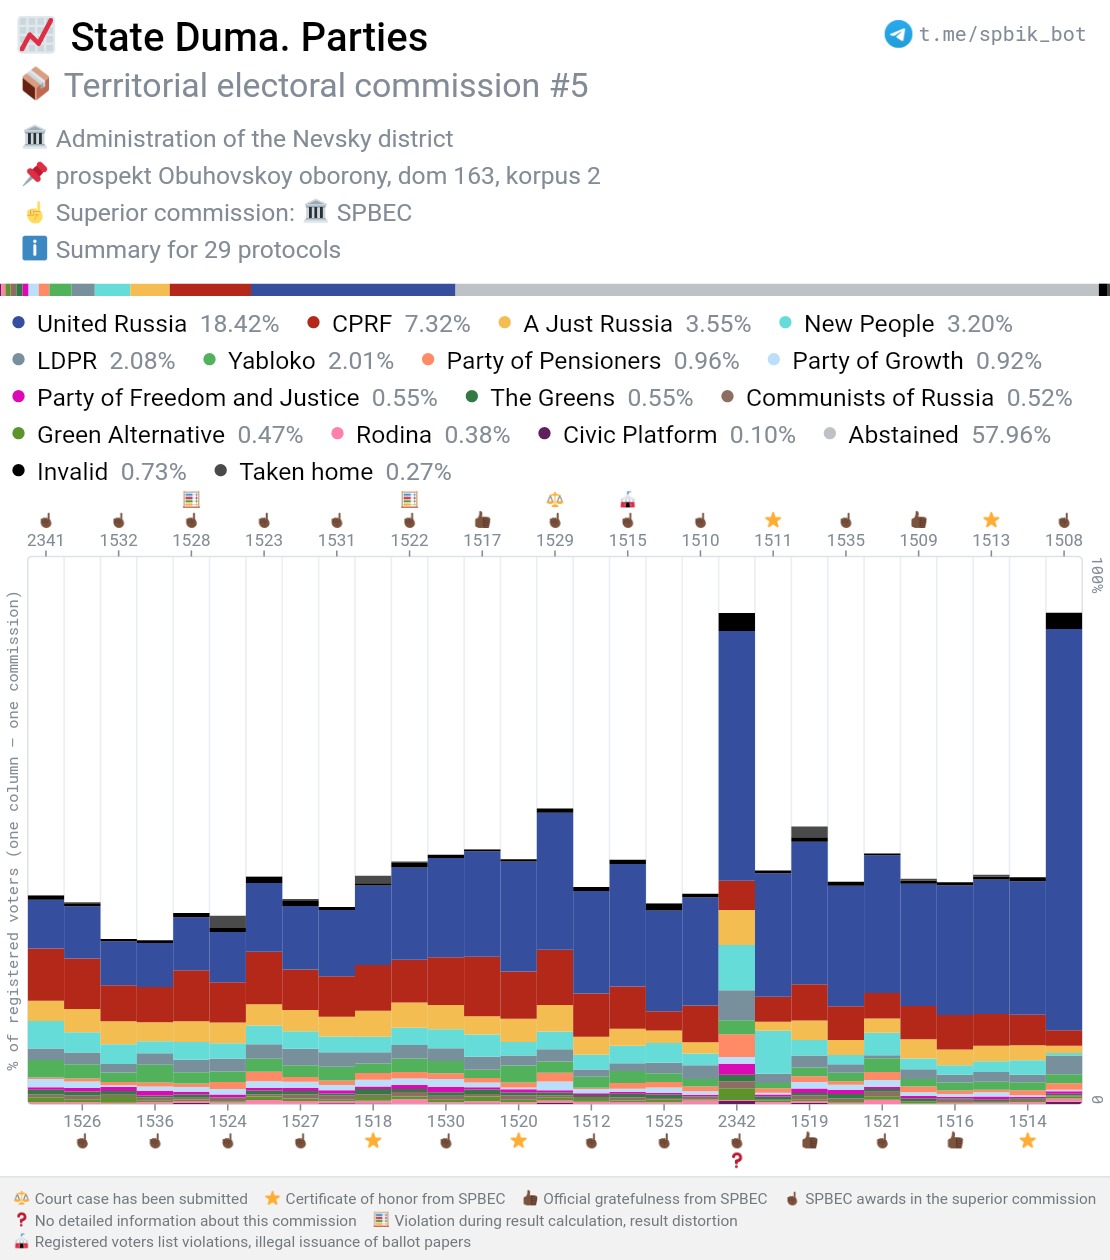 State Duma. Parties
t.me/spbik_bot
Territorial electoral commission #5
Administration of the Nevsky district
prospekt Obuhovskoy oborony, dom 163, korpus 2
Superior commission: SPBEC
Summary for 29 protocols
United Russia 18.42% CPRF 7.32% A Just Russia 3.55% New People 3.20%
LDPR 2.08% Yabloko 2.01% Party of Pensioners 0.96% Party of Growth 0.92%
Party of Freedom and Justice 0.55% The Greens 0.55% Communists of Russia 0.52%
Green Alternative 0.47% Rodina 0.38% Civic Platform 0.10% Abstained 57.96%
Invalid 0.73% Taken home 0.27%
2341 1532 1528 1523 1531 1522 1517 1529 1515 1510 1511 1535 1509 1513 1508
100%
% of registered voters (one column – one commission)
0
1526 1536 1524 1527 1518 1530 1520 1512 1525 2342 1519 1521 1516 1514
Court case has been submitted Certificate of honor from SPBEC Official gratefulness from SPBEC SPBEC awards in the superior commission
No detailed information about this commission Violation during result calculation, result distortion
Registered voters list violations, illegal issuance of ballot papers